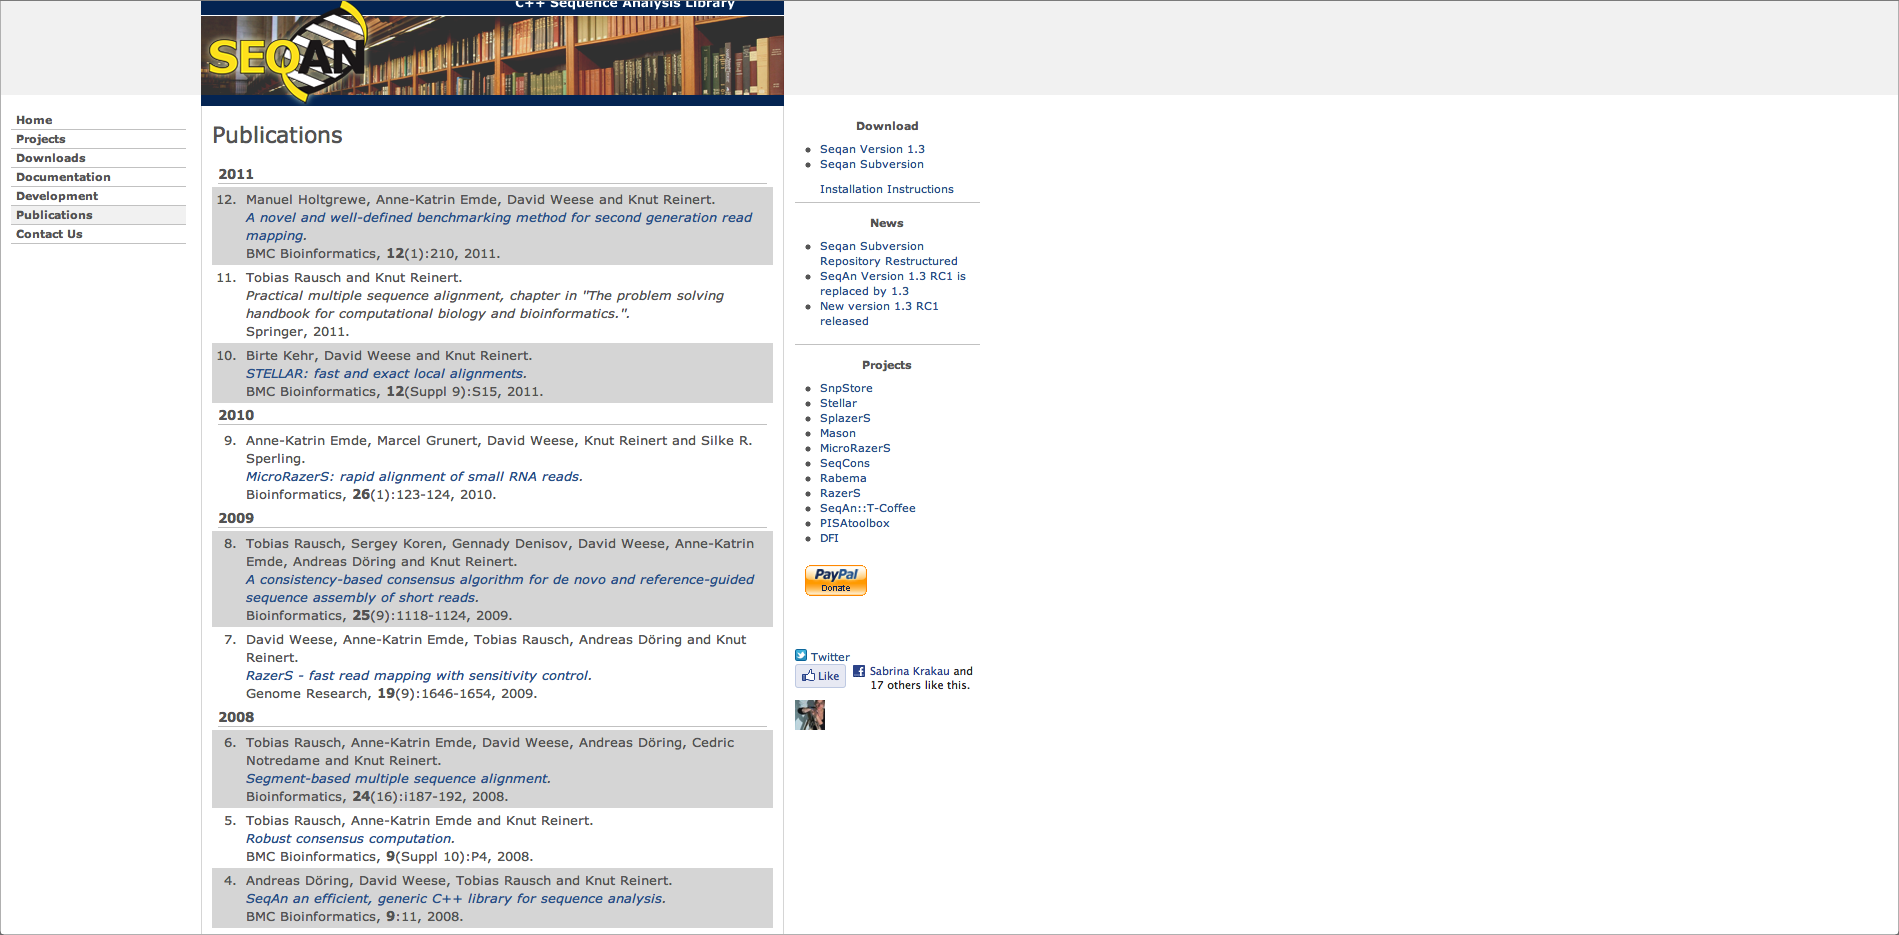 C++ Sequence Analysis Library
SEQAN
Home
Projects
Downloads
Documentation
Development
Publications
Contact Us
Publications
2011
12. Manuel Holtgrewe, Anne-Katrin Emde, David Weese and Knut Reinert.
A novel and well-defined benchmarking method for second generation read
mapping.
BMC Bioinformatics, 12(1):210, 2011.
11. Tobias Rausch and Knut Reinert.
Practical multiple sequence alignment, chapter in "The problem solving
handbook for computational biology and bioinformatics.".
Springer, 2011.
10. Birte Kehr, David Weese and Knut Reinert.
STELLAR: fast and exact local alignments.
BMC Bioinformatics, 12(Suppl 9):S15, 2011.
2010
9. Anne-Katrin Emde, Marcel Grunert, David Weese, Knut Reinert and Silke R.
Sperling.
MicroRazerS: rapid alignment of small RNA reads.
Bioinformatics, 26(1):123-124, 2010.
2009
8. Tobias Rausch, Sergey Koren, Gennady Denisov, David Weese, Anne-Katrin
Emde, Andreas Döring and Knut Reinert.
A consistency-based consensus algorithm for de novo and reference-guided
sequence assembly of short reads.
Bioinformatics, 25(9):1118-1124, 2009.
7. David Weese, Anne-Katrin Emde, Tobias Rausch, Andreas Döring and Knut
Reinert.
RazerS - fast read mapping with sensitivity control.
Genome Research, 19(9):1646-1654, 2009.
2008
6. Tobias Rausch, Anne-Katrin Emde, David Weese, Andreas Döring, Cedric
Notredame and Knut Reinert.
Segment-based multiple sequence alignment.
Bioinformatics, 24(16):i187-192, 2008.
5. Tobias Rausch, Anne-Katrin Emde and Knut Reinert.
Robust consensus computation.
BMC Bioinformatics, 9(Suppl 10):P4, 2008.
4. Andreas Döring, David Weese, Tobias Rausch and Knut Reinert.
SeqAn an efficient, generic C++ library for sequence analysis.
BMC Bioinformatics, 9:11, 2008.
Download
Seqan Version 1.3
Seqan Subversion
Installation Instructions
News
Seqan Subversion
Repository Restructured
SeqAn Version 1.3 RC1 is
replaced by 1.3
New version 1.3 RC1
released
Projects
SnpStore
Stellar
SplazerS
Mason
MicroRazerS
SeqCons
Rabema
RazerS
SeqAn::T-Coffee
PISAtoolbox
DFI
PayPal
Donate
Twitter
Like
Sabrina Krakau and
17 others like this.